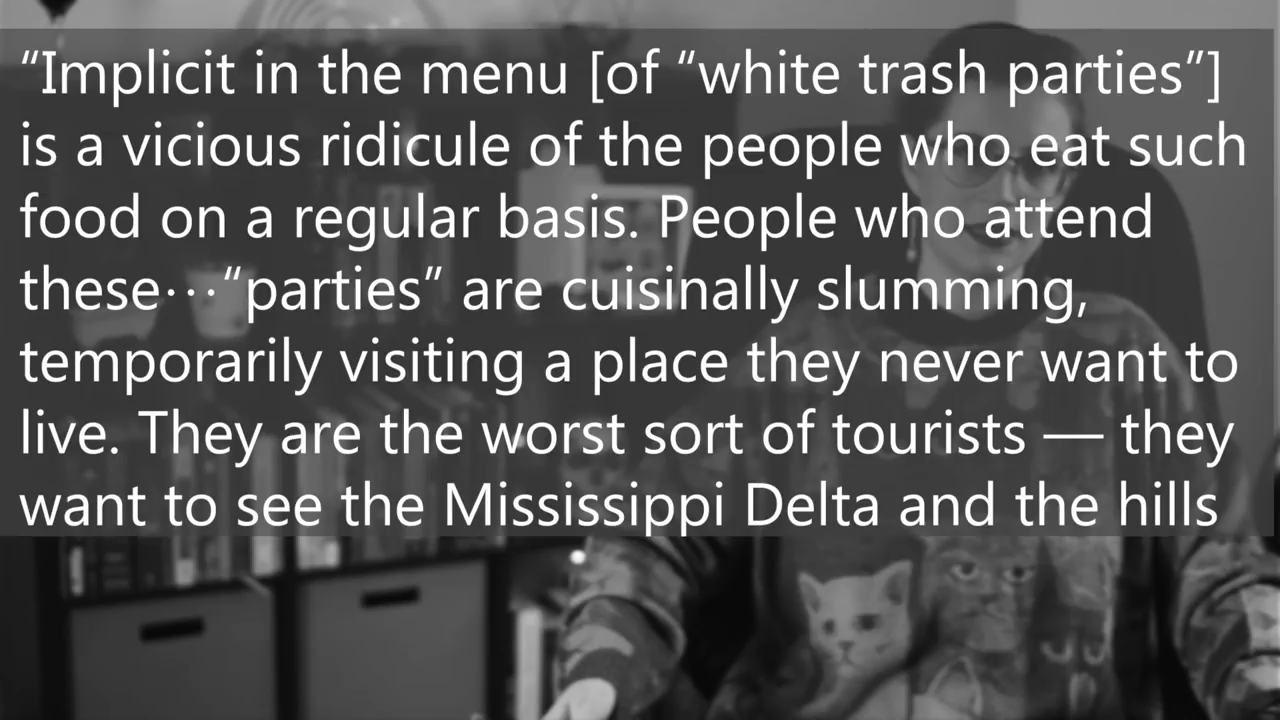 “Implicit in the menu [of “white trash parties”]
is a vicious ridicule of the people who eat such
food on a regular basis. People who attend
these···“parties” are cuisinally slumming,
temporarily visiting a place they never want to
live. They are the worst sort of tourists — they
want to see the Mississippi Delta and the hills